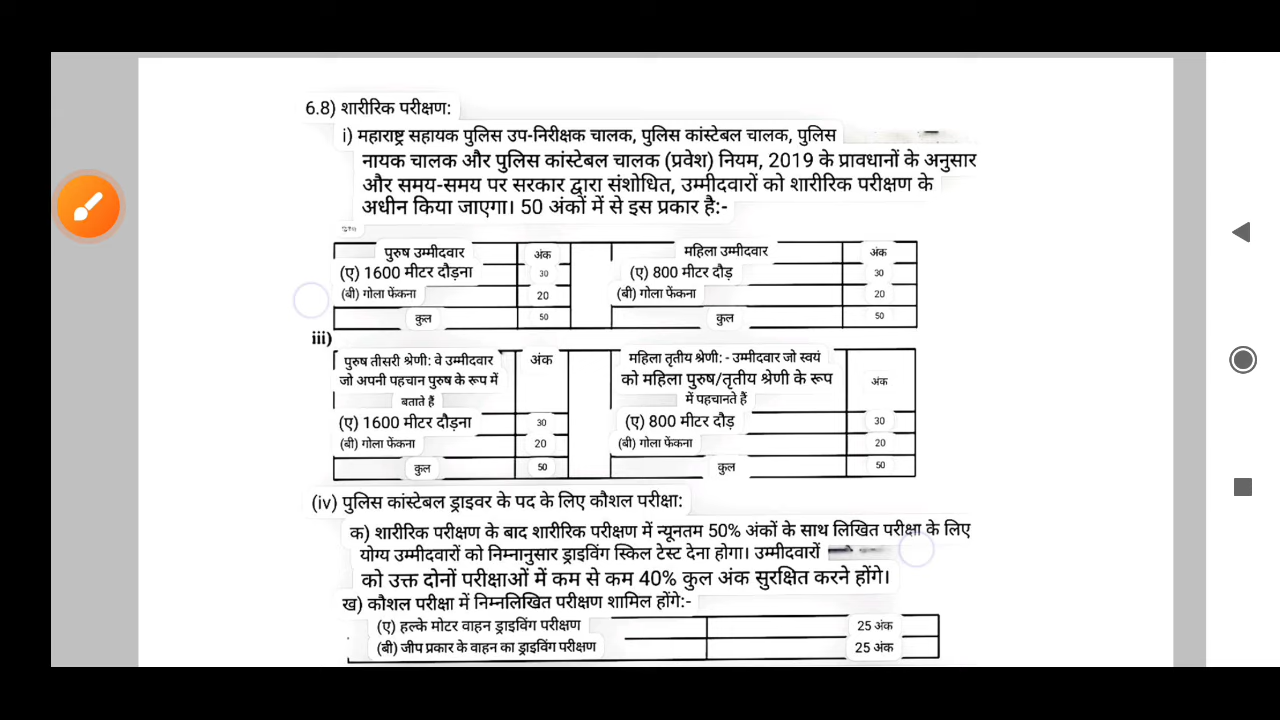 6.8) शारीरिक परीक्षण:
i) महाराष्ट्र सहायक पुलिस उप-निरीक्षक चालक, पुलिस कांस्टेबल चालक, पुलिस
नायक चालक और पुलिस कांस्टेबल चालक (प्रवेश) नियम, 2019 के प्रावधानों के अनुसार
और समय-समय पर सरकार द्वारा संशोधित, उम्मीदवारों को शारीरिक परीक्षण के
अधीन किया जाएगा। 50 अंकों में से इस प्रकार है:-
पुरुष उम्मीदवार अंक महिला उम्मीदवार अंक
(ए) 1600 मीटर दौड़ना 30 (ए) 800 मीटर दौड़ 30
(बी) गोला फेंकना 20 (बी) गोला फेंकना 20
कुल 50 कुल 50
iii)
पुरुष तीसरी श्रेणी: वे उम्मीदवार अंक महिला तृतीय श्रेणी: - उम्मीदवार जो स्वयं
जो अपनी पहचान पुरुष के रूप में को महिला पुरुष/तृतीय श्रेणी के रूप अंक
बताते हैं में पहचानते हैं
(ए) 1600 मीटर दौड़ना 30 (ए) 800 मीटर दौड़ 30
(बी) गोला फेंकना 20 (बी) गोला फेंकना 20
कुल 50 कुल 50
(iv) पुलिस कांस्टेबल ड्राइवर के पद के लिए कौशल परीक्षा:
क) शारीरिक परीक्षण के बाद शारीरिक परीक्षण में न्यूनतम 50% अंकों के साथ लिखित परीक्षा के लिए
योग्य उम्मीदवारों को निम्नानुसार ड्राइविंग स्किल टेस्ट देना होगा। उम्मीदवारों
को उक्त दोनों परीक्षाओं में कम से कम 40% कुल अंक सुरक्षित करने होंगे।
ख) कौशल परीक्षा में निम्नलिखित परीक्षण शामिल होंगे:-
(ए) हल्के मोटर वाहन ड्राइविंग परीक्षण 25 अंक
(बी) जीप प्रकार के वाहन का ड्राइविंग परीक्षण 25 अंक